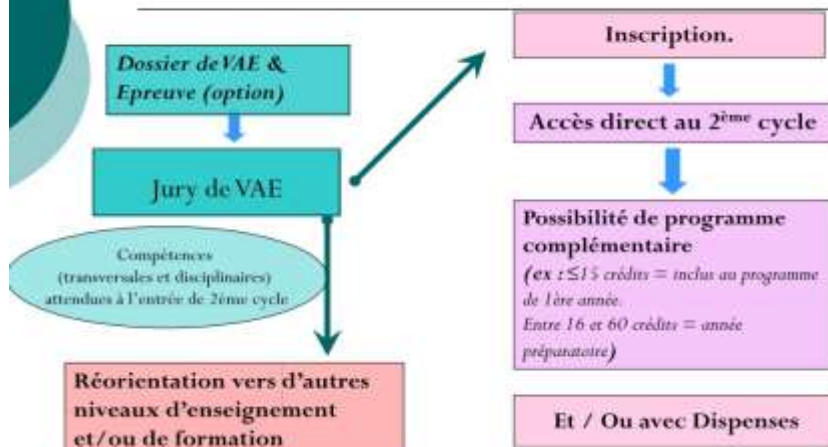 Dossier de VAE &
Epreuve (option)
Jury de VAE
Compétences
(transversales et disciplinaires)
attendues à l'entrée de 2ème cycle
Réorientation vers d'autres
niveaux d'enseignement
et/ou de formation
Inscription.
Accès direct au 2ème cycle
Possibilité de programme
complémentaire
(ex : ≤15 crédits = inclus au programme
de 1ère année.
Entre 16 et 60 crédits = année
préparatoire)
Et / Ou avec Dispenses